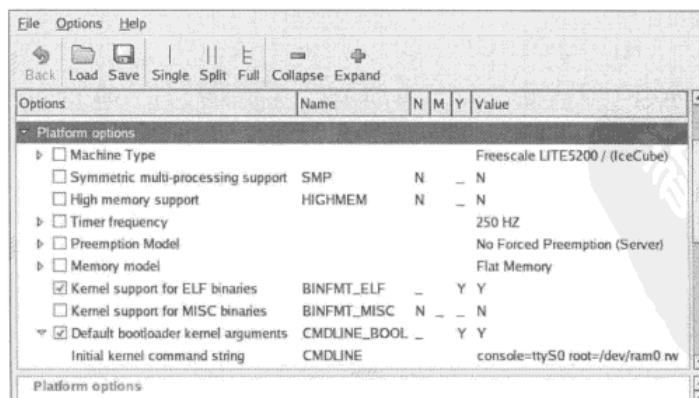 File Options Help
Back Load Save Single Split Full Collapse Expand
Options Name N M Y Value
Platform options
Machine Type Freescale LITE5200 / (IceCube)
Symmetric multi-processing support SMP N _ N
High memory support HIGHMEM N _ N
Timer frequency 250 HZ
Preemption Model No Forced Preemption (Server)
Memory model Flat Memory
Kernel support for ELF binaries BINFMT_ELF _ Y Y
Kernel support for MISC binaries BINFMT_MISC N _ _ N
Default bootloader kernel arguments CMDLINE_BOOL _ Y Y
Initial kernel command string CMDLINE console=ttyS0 root=/dev/ram0 rw
Platform options